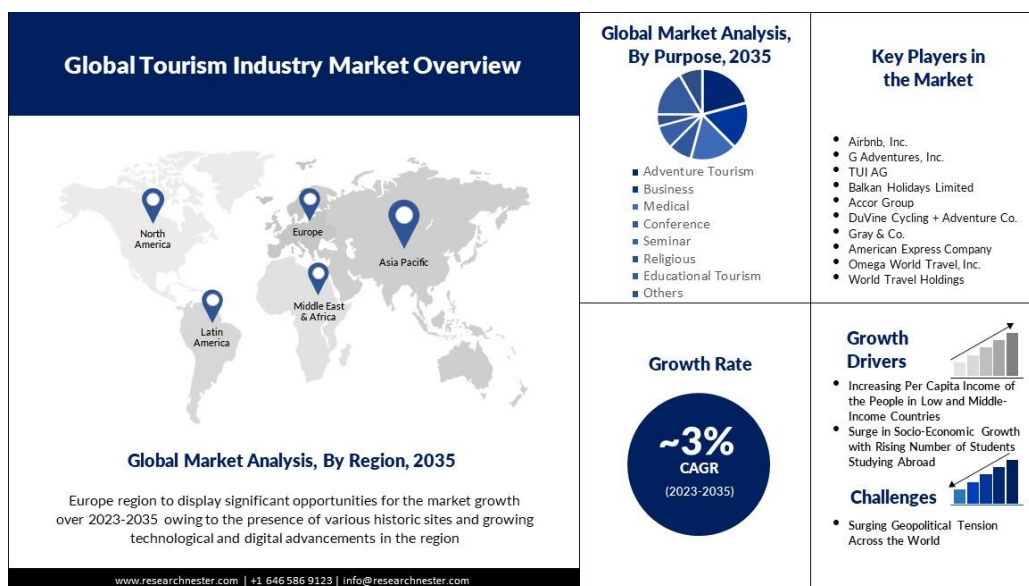 Global Tourism Industry Market Overview
North
America
Europe
Asia Pacific
Middle East
& Africa
Latin
America
Global Market Analysis, By Region, 2035
Europe region to display significant opportunities for the market growth
over 2023-2035 owing to the presence of various historic sites and growing
technological and digital advancements in the region
www.researchnester.com | +1 646 586 9123 | info@researchnester.com
Global Market Analysis,
By Purpose, 2035
Adventure Tourism
Business
Medical
Conference
Seminar
Religious
Educational Tourism
Others
Key Players in
the Market
Airbnb, Inc.
G Adventures, Inc.
TUI AG
Balkan Holidays Limited
Accor Group
DuVine Cycling + Adventure Co.
Gray & Co.
American Express Company
Omega World Travel, Inc.
World Travel Holdings
Growth Rate
~3%
CAGR
(2023-2035)
Growth
Drivers
Increasing Per Capita Income of
the People in Low and Middle-
Income Countries
Surge in Socio-Economic Growth
with Rising Number of Students
Studying Abroad
Challenges
Surging Geopolitical Tension
Across the World